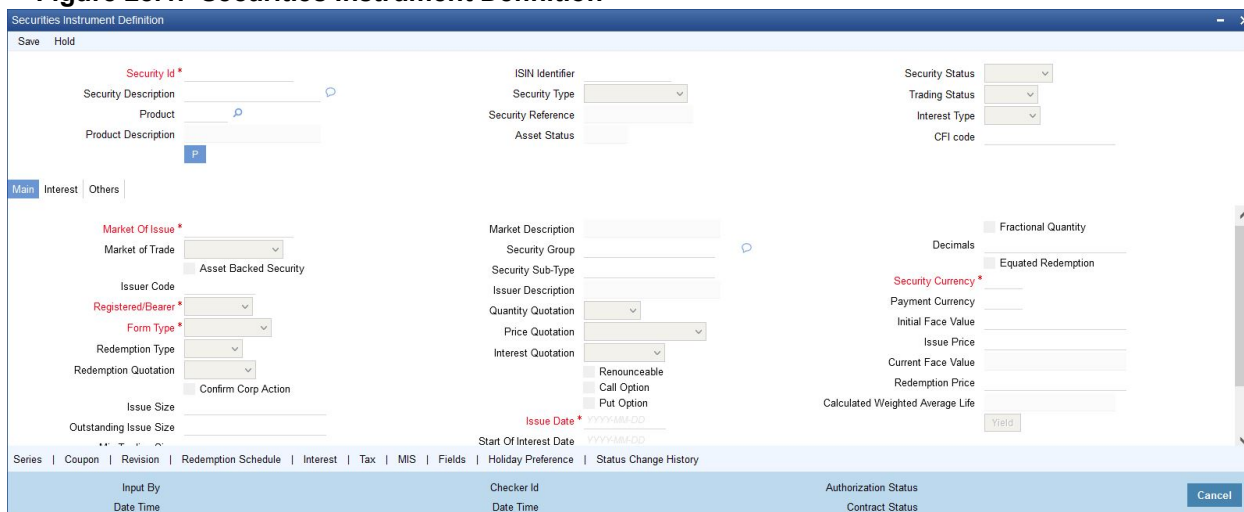 Securities Instrument Definition
Save Hold
Security Id * ISIN Identifier Security Status
Security Description Security Type Trading Status
Product Security Reference Interest Type
Product Description Asset Status CFI code
P
Main Interest Others
Market Of Issue * Market Description Fractional Quantity
Market of Trade Security Group Decimals
Asset Backed Security Security Sub-Type Equated Redemption
Issuer Code Issuer Description Security Currency *
Registered/Bearer * Quantity Quotation Payment Currency
Form Type * Price Quotation Initial Face Value
Redemption Type Interest Quotation Issue Price
Redemption Quotation Renounceable Current Face Value
Confirm Corp Action Call Option Redemption Price
Issue Size Put Option Calculated Weighted Average Life
Outstanding Issue Size Issue Date * YYYY-MM-DD Yield
Start Of Interest Date YYYY-MM-DD
Series | Coupon | Revision | Redemption Schedule | Interest | Tax | MIS | Fields | Holiday Preference | Status Change History
Input By Checker Id Authorization Status
Date Time Date Time Contract Status
Cancel